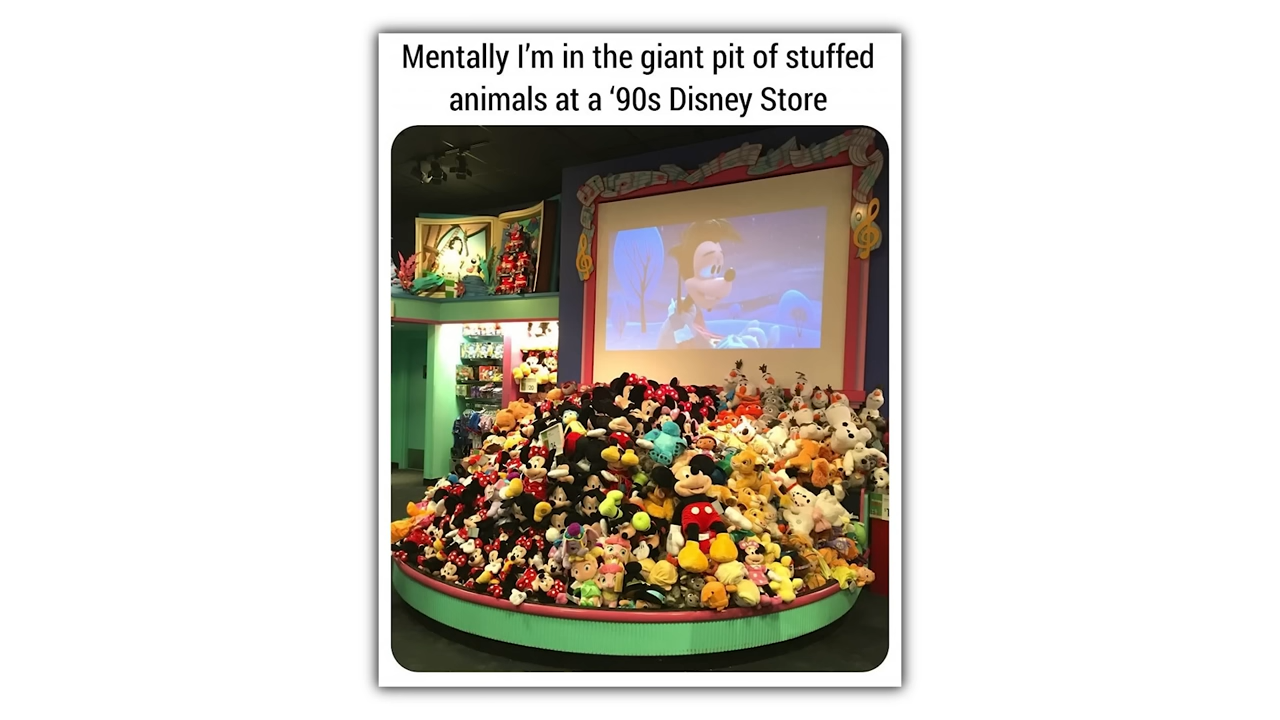 Mentally I’m in the giant pit of stuffed
animals at a ‘90s Disney Store